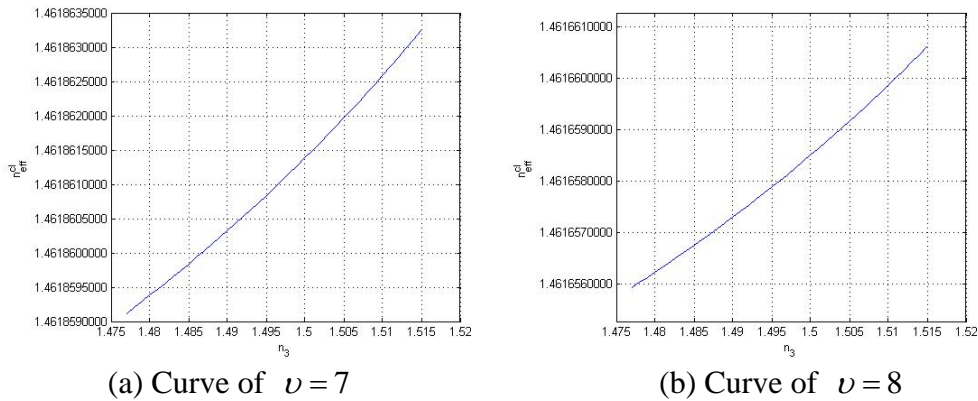 1.4618635000
1.4618630000
1.4618625000
1.4618620000
1.4618615000
1.4618610000
1.4618605000
1.4618600000
1.4618595000
1.4618590000
n_eff^cl
1.475 1.48 1.485 1.49 1.495 1.5 1.505 1.51 1.515 1.52
n_3
(a) Curve of υ = 7
1.4616610000
1.4616600000
1.4616590000
1.4616580000
1.4616570000
1.4616560000
n_eff^cl
1.475 1.48 1.485 1.49 1.495 1.5 1.505 1.51 1.515 1.52
n_3
(b) Curve of υ = 8